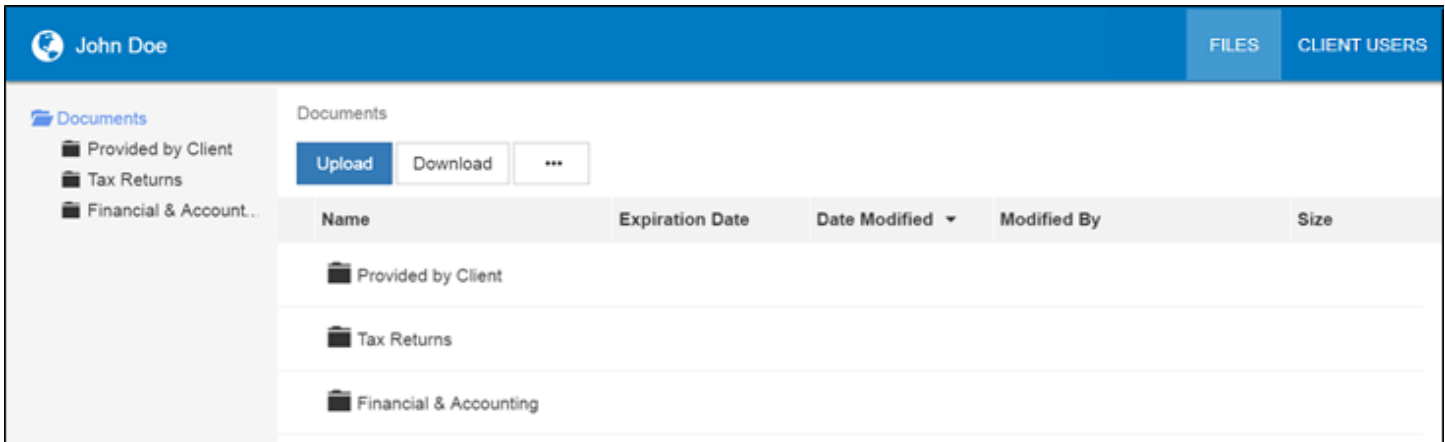 John Doe
FILES
CLIENT USERS
Documents
Provided by Client
Tax Returns
Financial & Account...
Documents
Upload
Download
•••
Name
Expiration Date
Date Modified
Modified By
Size
Provided by Client
Tax Returns
Financial & Accounting